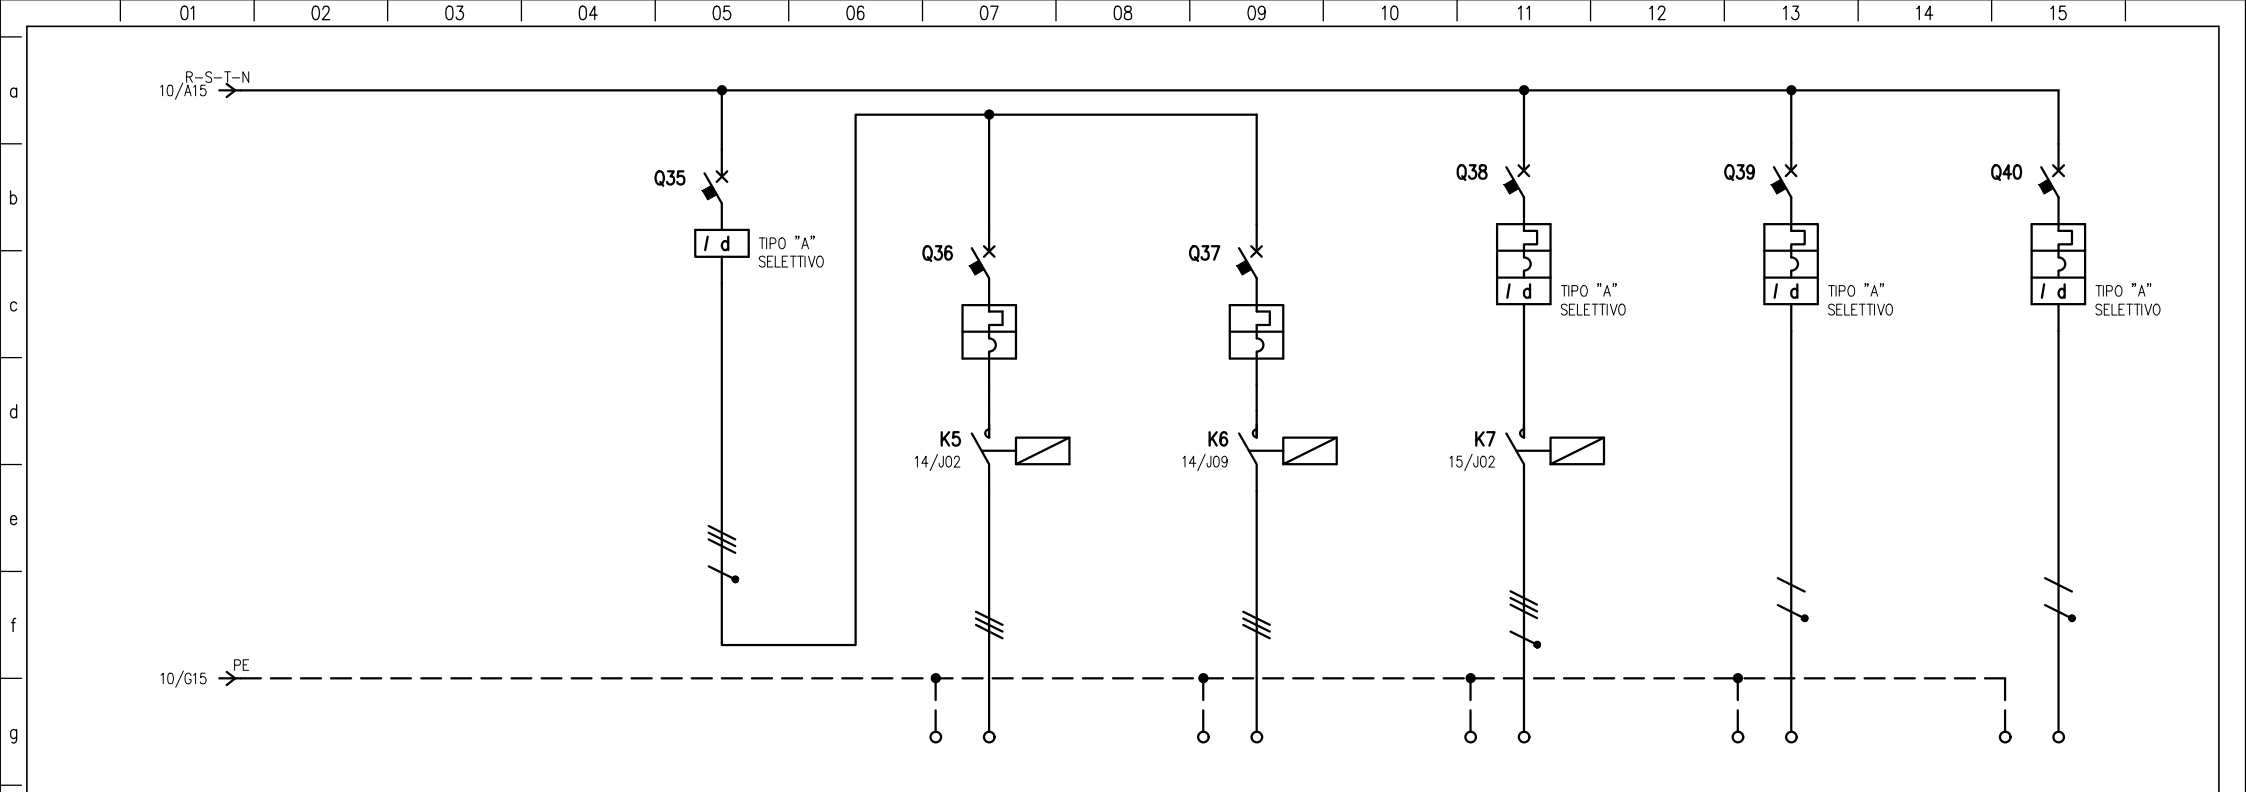 01 02 03 04 05 06 07 08 09 10 11 12 13 14 15
a
R-S-T-N
10/A15
b
Q35
Q38
Q39
Q40
I d TIPO "A"
SELETTIVO
Q36
Q37
c
I d TIPO "A"
SELETTIVO
I d TIPO "A"
SELETTIVO
I d TIPO "A"
SELETTIVO
d
K5
14/J02
K6
14/J09
K7
15/J02
e
f
PE
10/G15
g